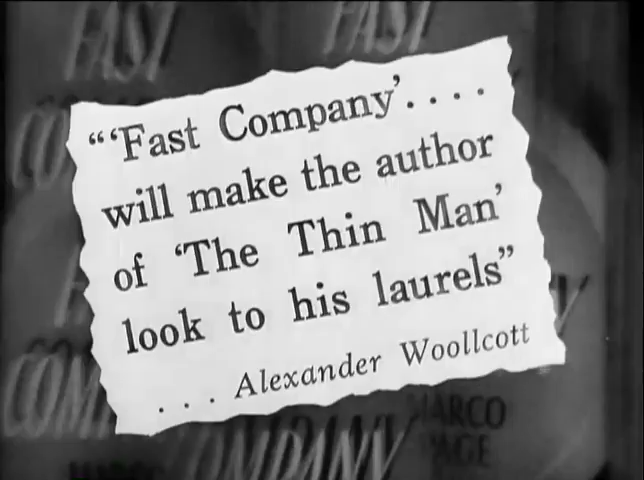 FAST FAST
"'Fast Company'....
will make the author
of 'The Thin Man'
look to his laurels"
... Alexander Woollcott
MARCO
PAGE
COMPANY